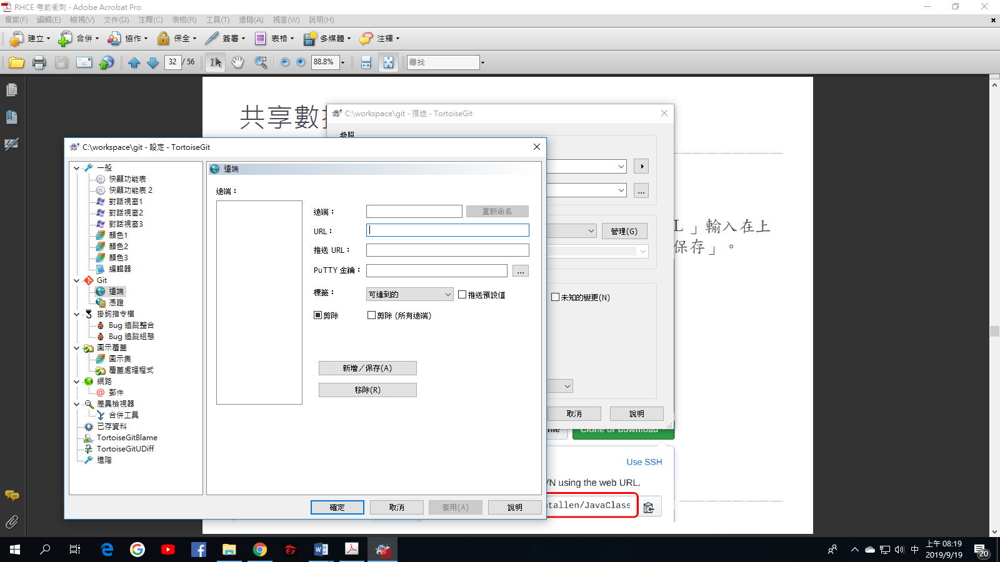 RHCE 考前衝刺 - Adobe Acrobat Pro
檔案(F) 編輯(E) 檢視(V) 文件(D) 注釋(C) 表格(R) 工具(T) 進階(A) 視窗(W) 說明(H)
建立 合併 協作 保全 簽署 表格 多媒體 注釋
32 / 56 88.8% 尋找
共享數
C:\workspace\git - 推送 - TortoiseGit
參照
C:\workspace\git - 設定 - TortoiseGit
一般
快顯功能表
快顯功能表 2
對話視窗1
對話視窗2
對話視窗3
顏色1
顏色2
顏色3
編輯器
Git
遠端
憑證
掛鉤指令檔
Bug 追蹤整合
Bug 追蹤組態
圖示覆蓋
圖示集
覆蓋處理程式
網路
郵件
差異檢視器
合併工具
已存資料
TortoiseGitBlame
TortoiseGitUDiff
進階
遠端
遠端：
遠端： 重新命名
URL：
推送 URL：
PuTTY 金鑰： ...
標籤： 可達到的 推送預設值
剪除 剪除 (所有遠端)
新增／保存(A)
移除(R)
確定 取消 套用(A) 說明
...
管理(G)
L」輸入在上
保存」。
未知的變更(N)
取消 說明
Clone or download
Use SSH
N using the web URL.
tallen/JavaClass
中
上午 08:19
2019/9/19
20